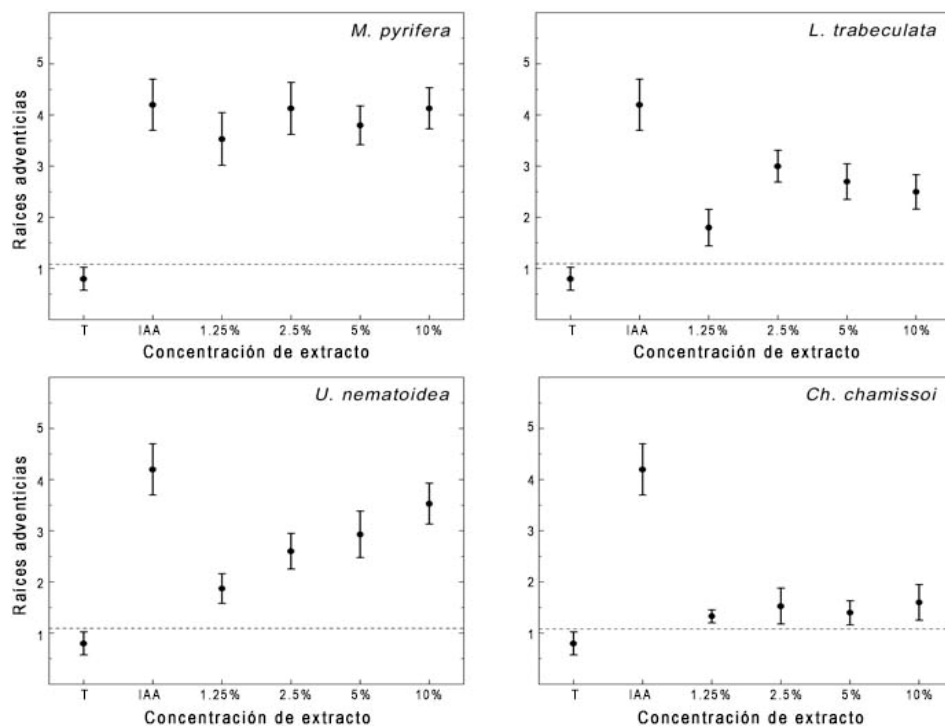 M. pyrifera
5
4
3
2
1
Raices adventicias
T IAA 1.25% 2.5% 5% 10%
Concentración de extracto
L. trabeculata
5
4
3
2
1
T IAA 1.25% 2.5% 5% 10%
Concentración de extracto
U. nematoidea
5
4
3
2
1
Raices adventicias
T IAA 1.25% 2.5% 5% 10%
Concentración de extracto
Ch. chamissoi
5
4
3
2
1
T IAA 1.25% 2.5% 5% 10%
Concentración de extracto